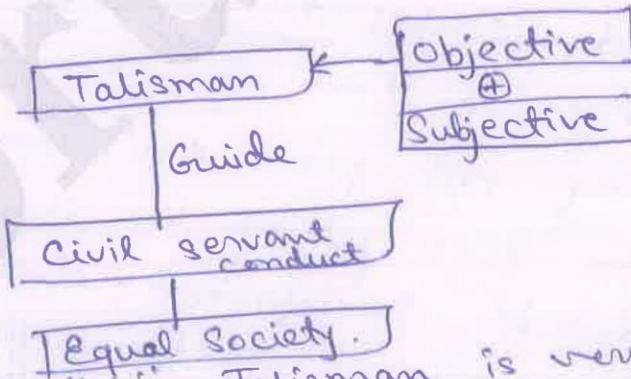 Objective
⊕
Subjective
Talisman
Guide
Civil servant
conduct
Equal Society.
Talisman is